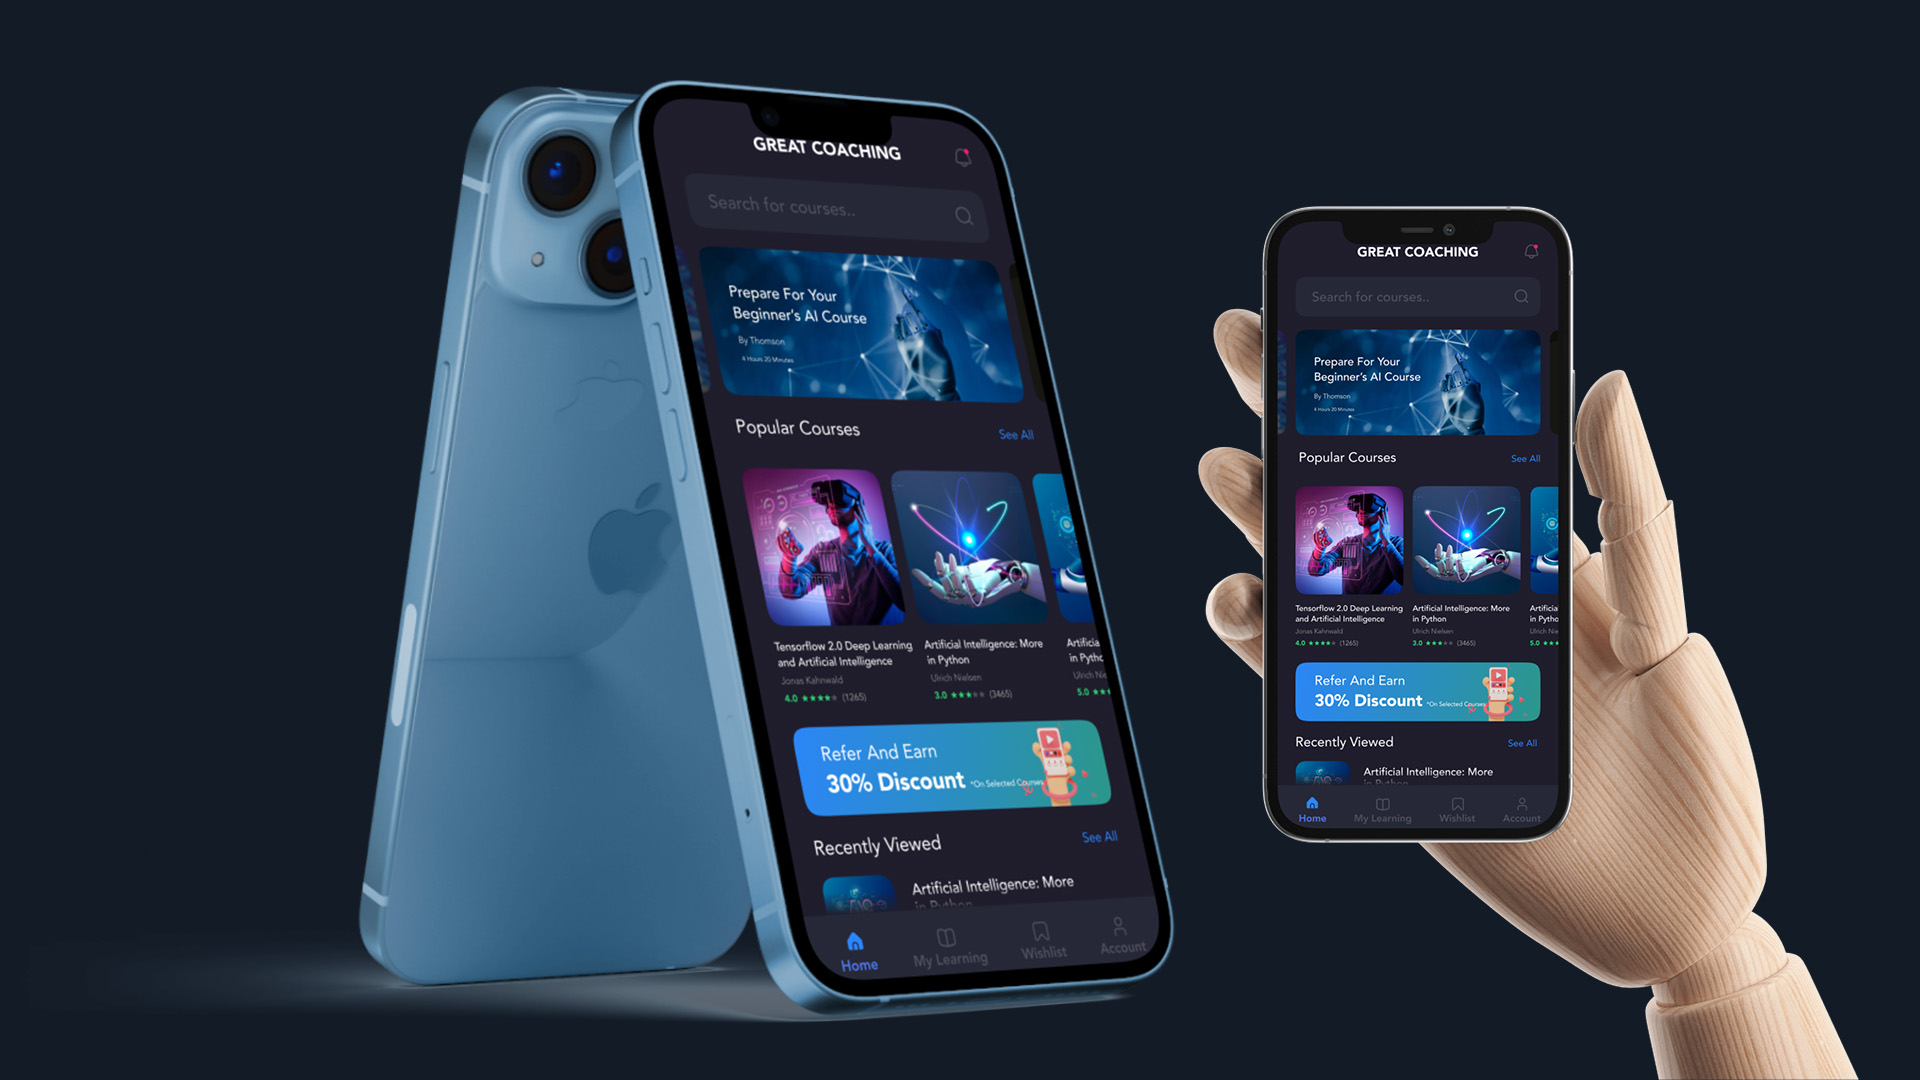 GREAT COACHING
Search for courses..
Prepare For Your
Beginner's AI Course
By Thomson
4 Hours 20 Minutes
Popular Courses
See All
Tensorflow 2.0 Deep Learning
and Artificial Intelligence
Jonas Kahnwald
4.0 (1265)
Artificial Intelligence: More
in Python
Ulrich Nielsen
3.0 (3465)
Artificia
in Pytho
Ulrich Nie
5.0
Refer And Earn
30% Discount *On Selected Courses
Recently Viewed
See All
Artificial Intelligence: More
in Python
Home
My Learning
Wishlist
Account
GREAT COACHING
Search for courses..
Prepare For Your
Beginner's AI Course
By Thomson
4 Hours 20 Minutes
Popular Courses
See All
Tensorflow 2.0 Deep Learning
and Artificial Intelligence
Jonas Kahnwald
4.0 (1265)
Artificial Intelligence: More
in Python
Ulrich Nielsen
3.0 (3465)
Artificia
in Pytho
Ulrich Nie
5.0
Refer And Earn
30% Discount *On Selected Courses
Recently Viewed
See All
Artificial Intelligence: More
in Python
Home
My Learning
Wishlist
Account